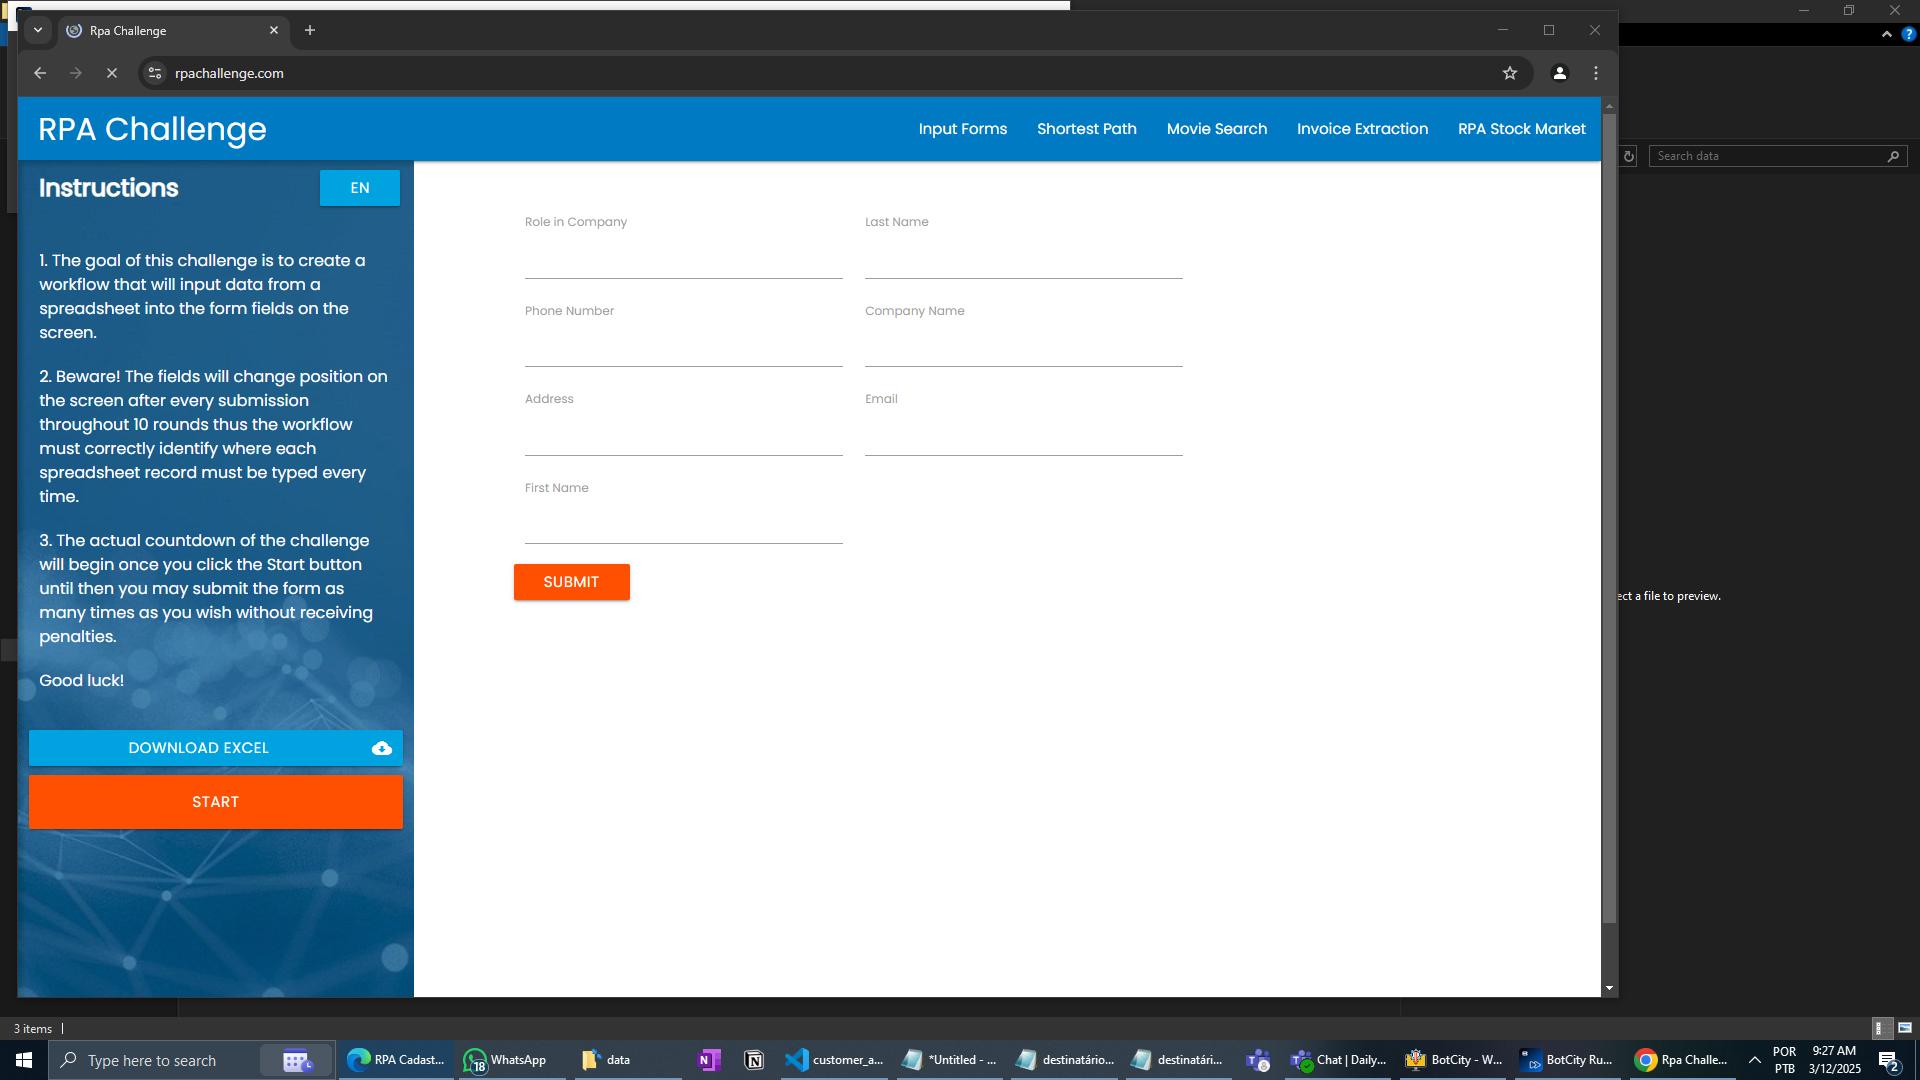 Rpa Challenge
rpachallenge.com
RPA Challenge
Input Forms
Shortest Path
Movie Search
Invoice Extraction
RPA Stock Market
Search data
Instructions
EN
1. The goal of this challenge is to create a
workflow that will input data from a
spreadsheet into the form fields on the
screen.
2. Beware! The fields will change position on
the screen after every submission
throughout 10 rounds thus the workflow
must correctly identify where each
spreadsheet record must be typed every
time.
3. The actual countdown of the challenge
will begin once you click the Start button
until then you may submit the form as
many times as you wish without receiving
penalties.
Good luck!
DOWNLOAD EXCEL
START
Role in Company
Last Name
Phone Number
Company Name
Address
Email
First Name
SUBMIT
ect a file to preview.
3 items
Type here to search
RPA Cadast...
18
WhatsApp
data
customer_a...
*Untitled - ...
destinatário...
destinatári...
Chat | Daily...
BotCity - W...
BotCity Ru...
Rpa Challe...
POR
PTB
9:27 AM
3/12/2025
2